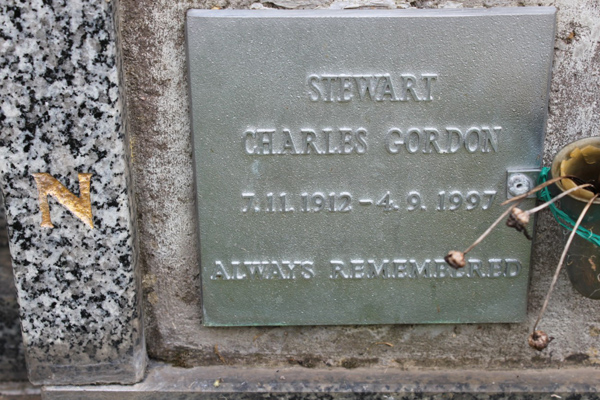 N
STEWART
CHARLES GORDON
7.11.1912 - 4.9.1997
ALWAYS REMEMBERED